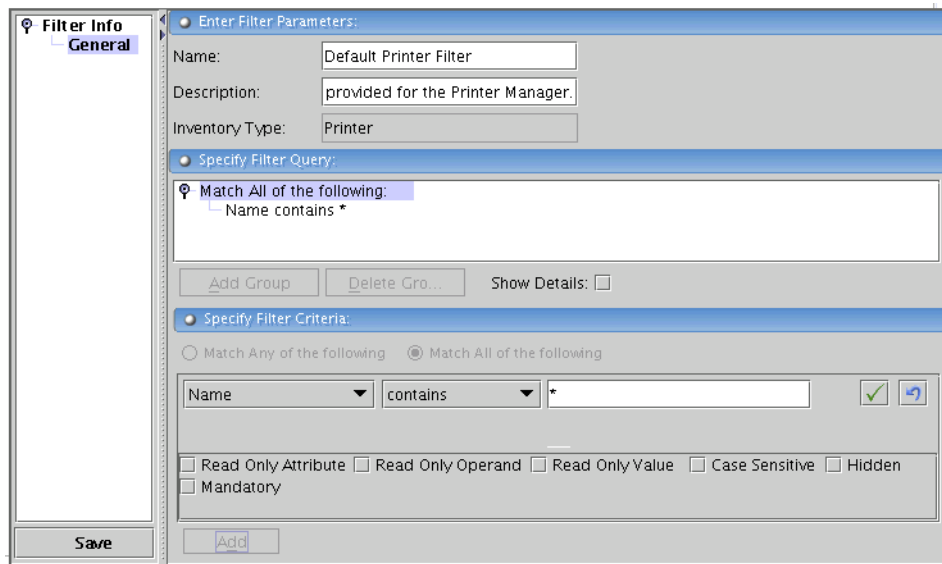 Filter Info
General
Save
Enter Filter Parameters:
Name: Default Printer Filter
Description: provided for the Printer Manager.
Inventory Type: Printer
Specify Filter Query:
Match All of the following:
Name contains *
Add Group Delete Gro... Show Details:
Specify Filter Criteria:
Match Any of the following Match All of the following
Name contains *
Read Only Attribute Read Only Operand Read Only Value Case Sensitive Hidden
Mandatory
Add